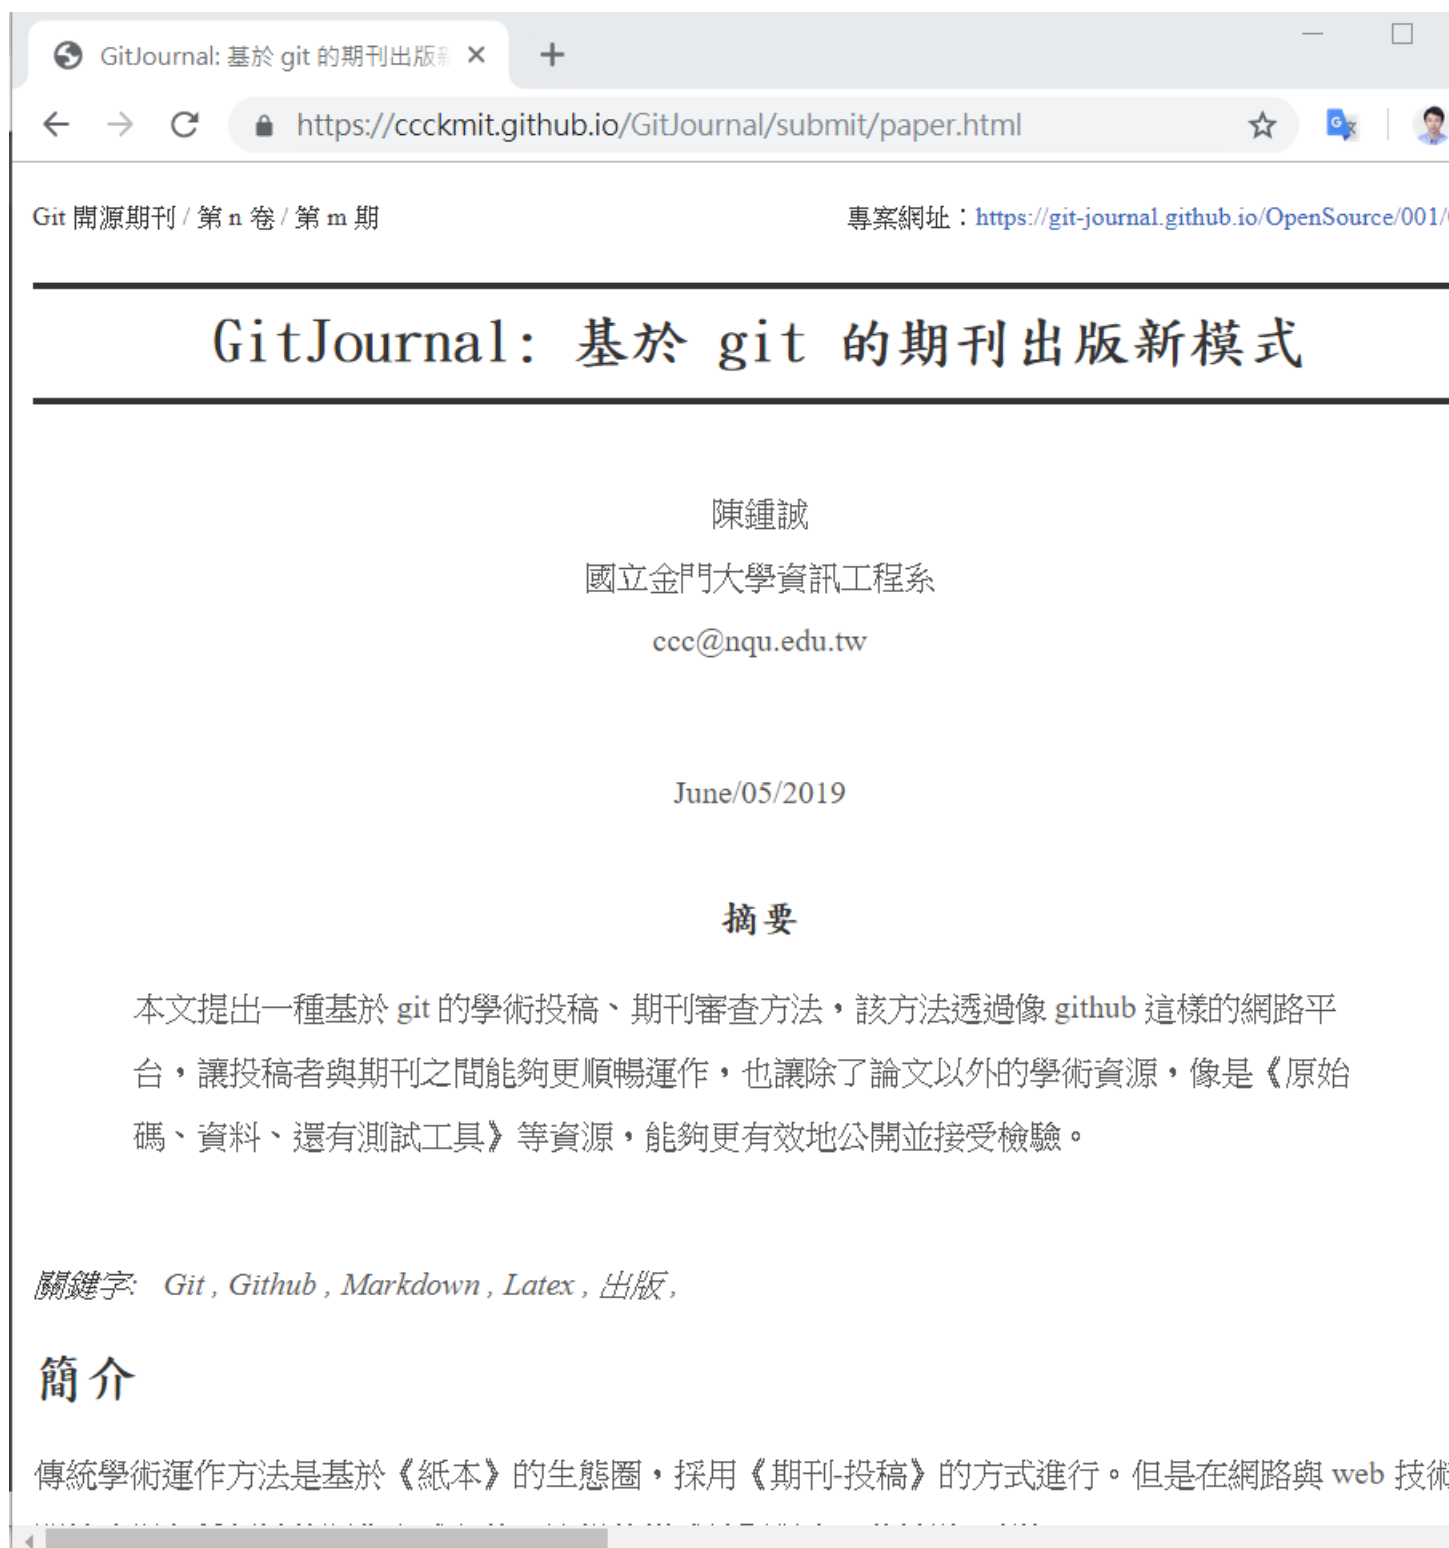 GitJournal: 基於 git 的期刊出版
https://ccckmit.github.io/GitJournal/submit/paper.html
Git 開源期刊 / 第 n 卷 / 第 m 期
專案網址：https://git-journal.github.io/OpenSource/001/
GitJournal: 基於 git 的期刊出版新模式
陳鍾誠
國立金門大學資訊工程系
ccc@nqu.edu.tw
June/05/2019
摘要
本文提出一種基於 git 的學術投稿、期刊審查方法，該方法透過像 github 這樣的網路平
台，讓投稿者與期刊之間能夠更順暢運作，也讓除了論文以外的學術資源，像是《原始
碼、資料、還有測試工具》等資源，能夠更有效地公開並接受檢驗。
關鍵字: Git , Github , Markdown , Latex , 出版 ,
簡介
傳統學術運作方法是基於《紙本》的生態圈，採用《期刊-投稿》的方式進行。但是在網路與 web 技術